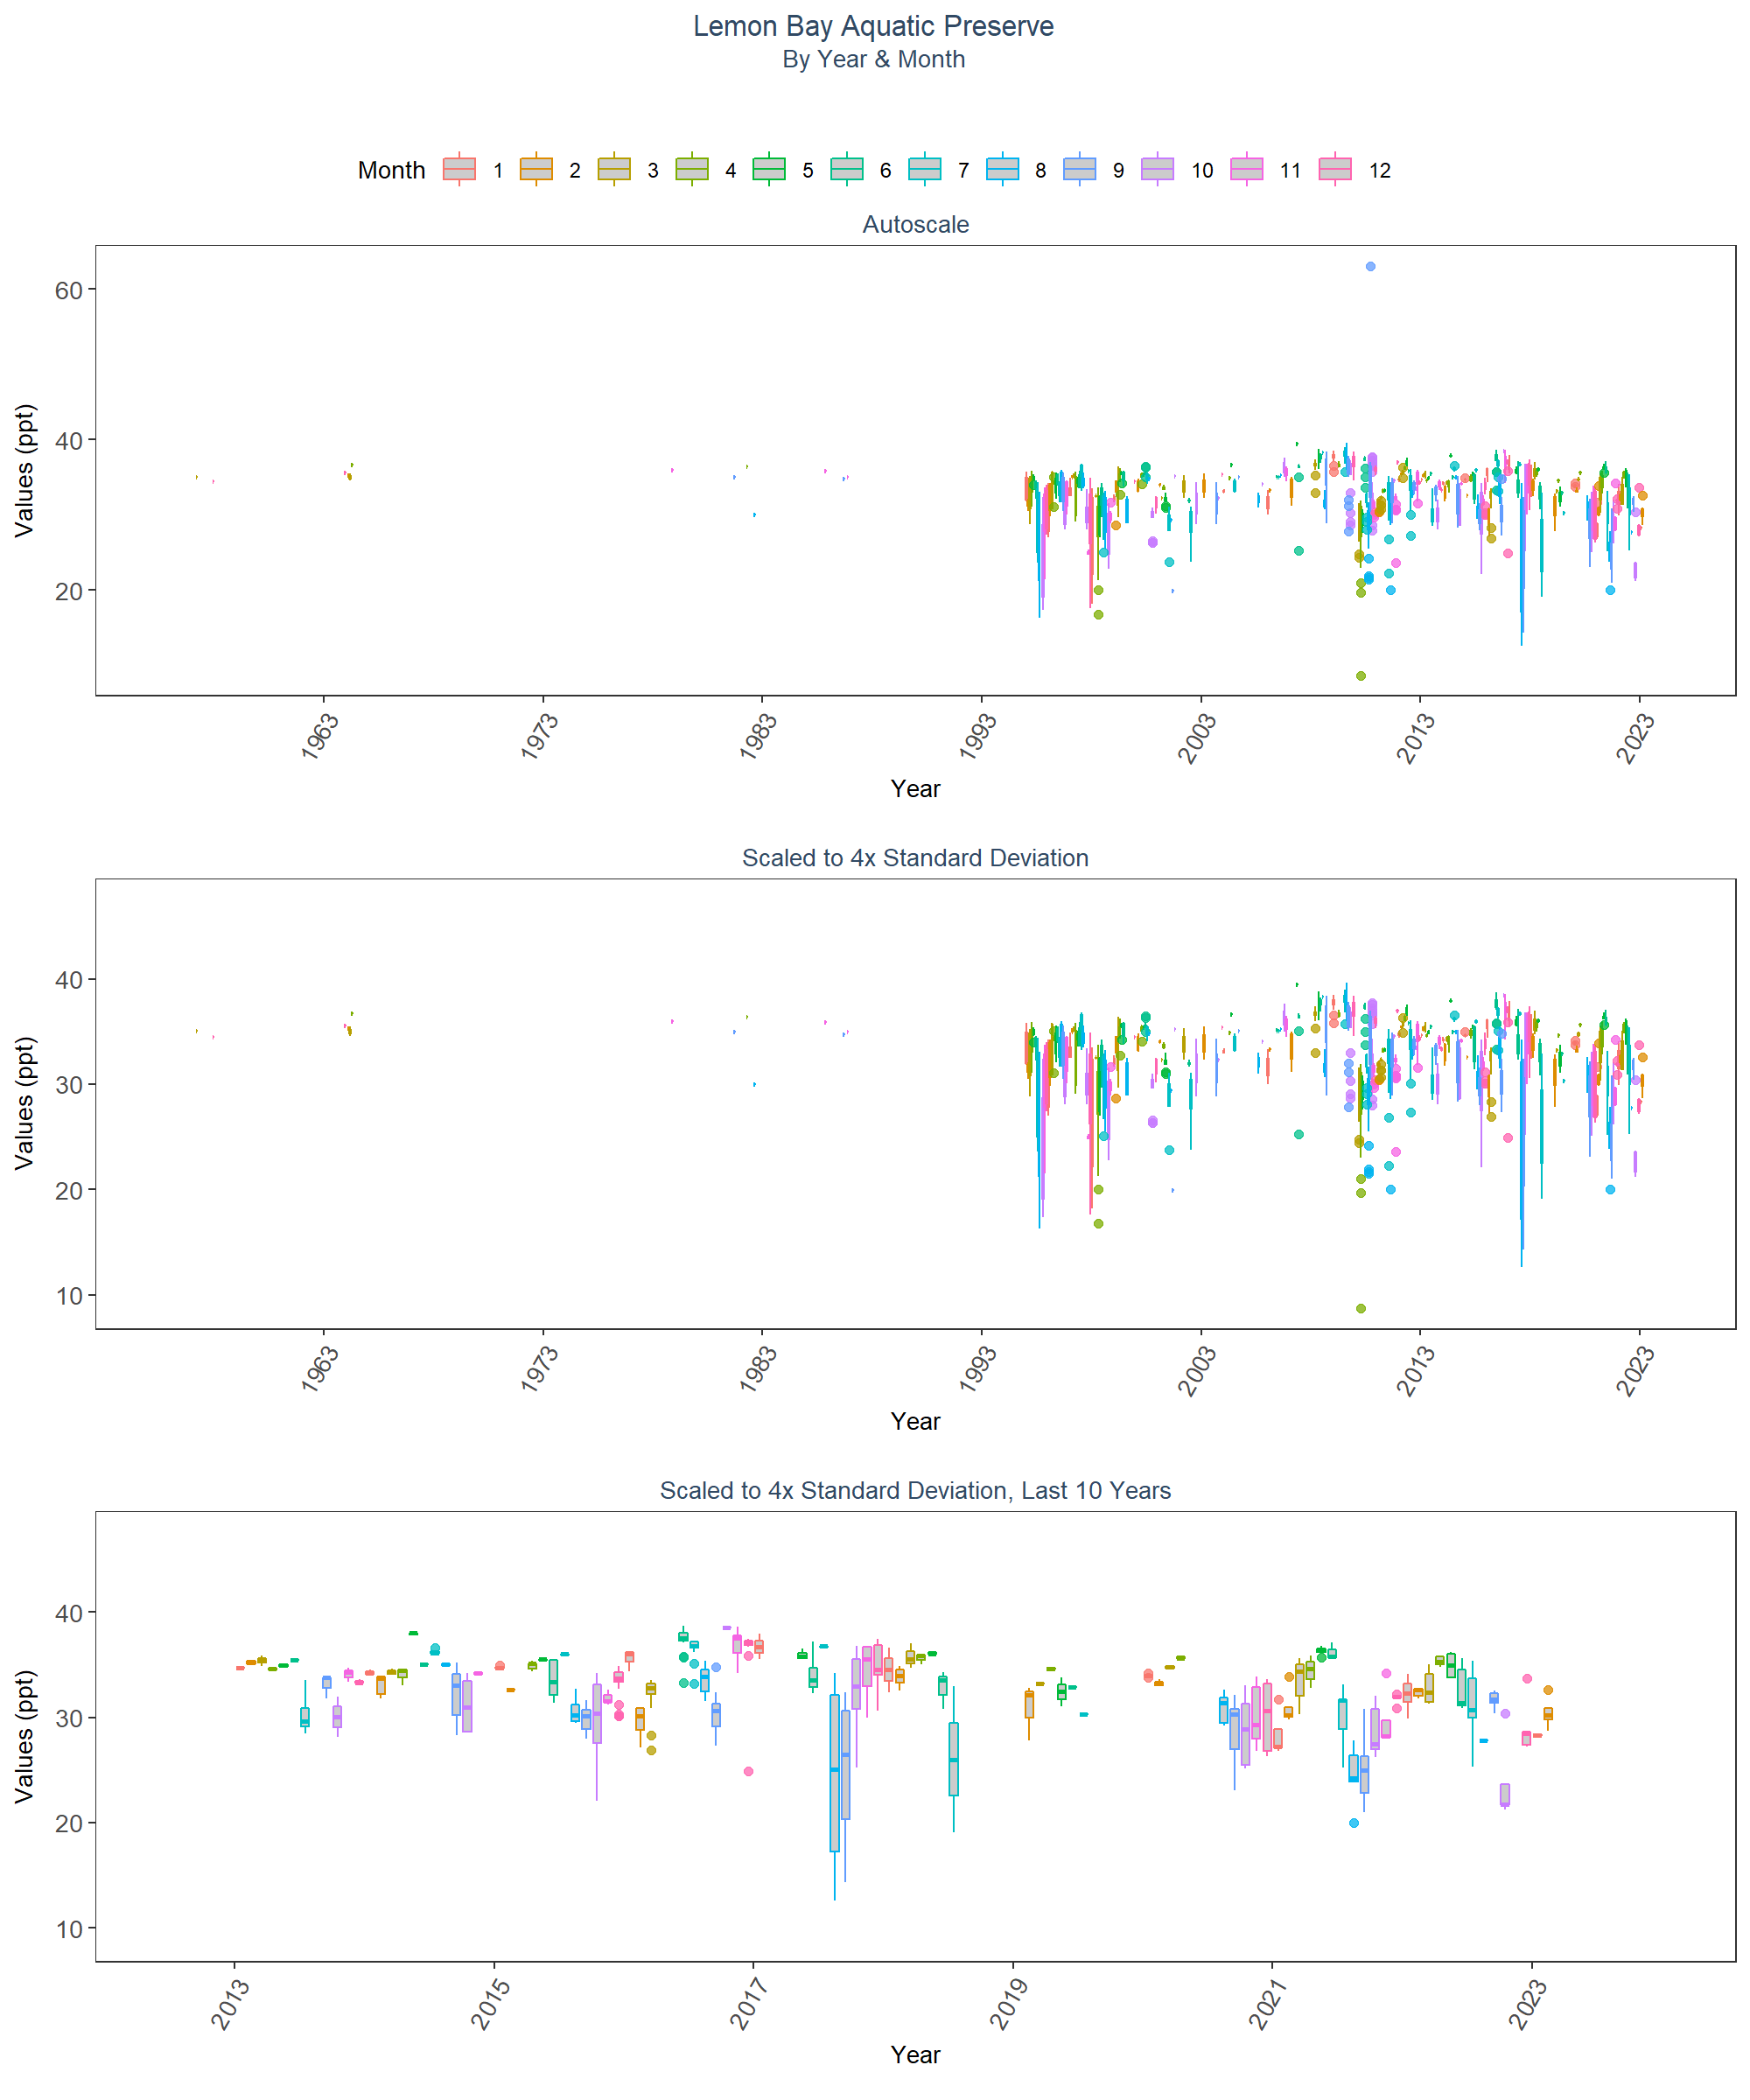 Lemon Bay Aquatic Preserve
By Year & Month
Month 1 2 3 4 5 6 7 8 9 10 11 12
Autoscale
Values (ppt)
60
40
20
1963 1973 1983 1993 2003 2013 2023
Year
Scaled to 4x Standard Deviation
Values (ppt)
40
30
20
10
1963 1973 1983 1993 2003 2013 2023
Year
Scaled to 4x Standard Deviation, Last 10 Years
Values (ppt)
40
30
20
10
2013 2015 2017 2019 2021 2023
Year